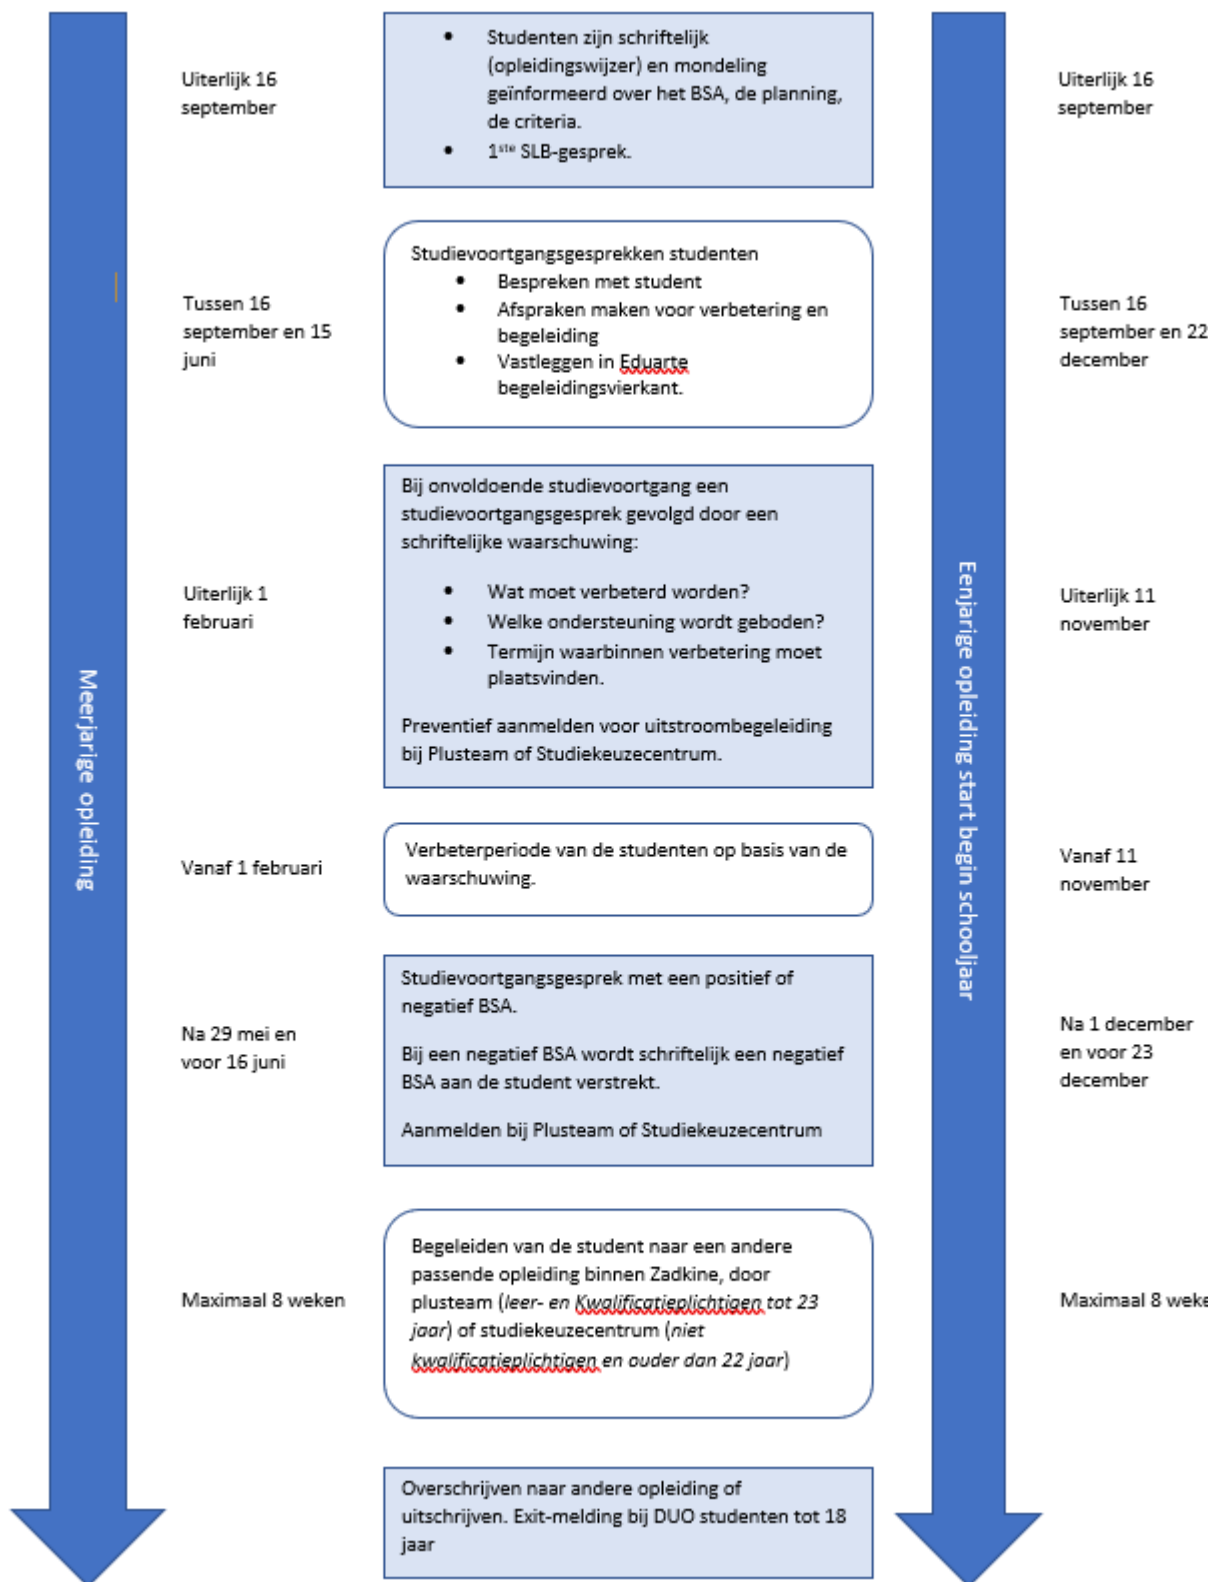 Uiterlijk 16
september
• Studenten zijn schriftelijk
(opleidingswijzer) en mondeling
geïnformeerd over het BSA, de planning,
de criteria.
• 1ste SLB-gesprek.
Uiterlijk 16
september
Tussen 16
september en 15
juni
Studievoortgangsgesprekken studenten
• Bespreken met student
• Afspraken maken voor verbetering en
begeleiding
• Vastleggen in Eduarte
begeleidingsvierkant.
Tussen 16
september en 22
december
Uiterlijk 1
februari
Bij onvoldoende studievoortgang een
studievoortgangsgesprek gevolgd door een
schriftelijke waarschuwing:
• Wat moet verbeterd worden?
• Welke ondersteuning wordt geboden?
• Termijn waarbinnen verbetering moet
plaatsvinden.
Preventief aanmelden voor uitstroombegeleiding
bij Plusteam of Studiekeuzecentrum.
Uiterlijk 11
november
Meerjarige opleiding
Eenjarige opleiding start begin schooljaar
Vanaf 1 februari
Verbeterperiode van de studenten op basis van de
waarschuwing.
Vanaf 11
november
Na 29 mei en
voor 16 juni
Studievoortgangsgesprek met een positief of
negatief BSA.
Bij een negatief BSA wordt schriftelijk een negatief
BSA aan de student verstrekt.
Aanmelden bij Plusteam of Studiekeuzecentrum
Na 1 december
en voor 23
december
Maximaal 8 weken
Begeleiden van de student naar een andere
passende opleiding binnen Zadkine, door
plusteam (leer- en Kwalificatieplichtigen tot 23
jaar) of studiekeuzecentrum (niet
kwalificatieplichtigen en ouder dan 22 jaar)
Maximaal 8 weke
Overschrijven naar andere opleiding of
uitschrijven. Exit-melding bij DUO studenten tot 18
jaar